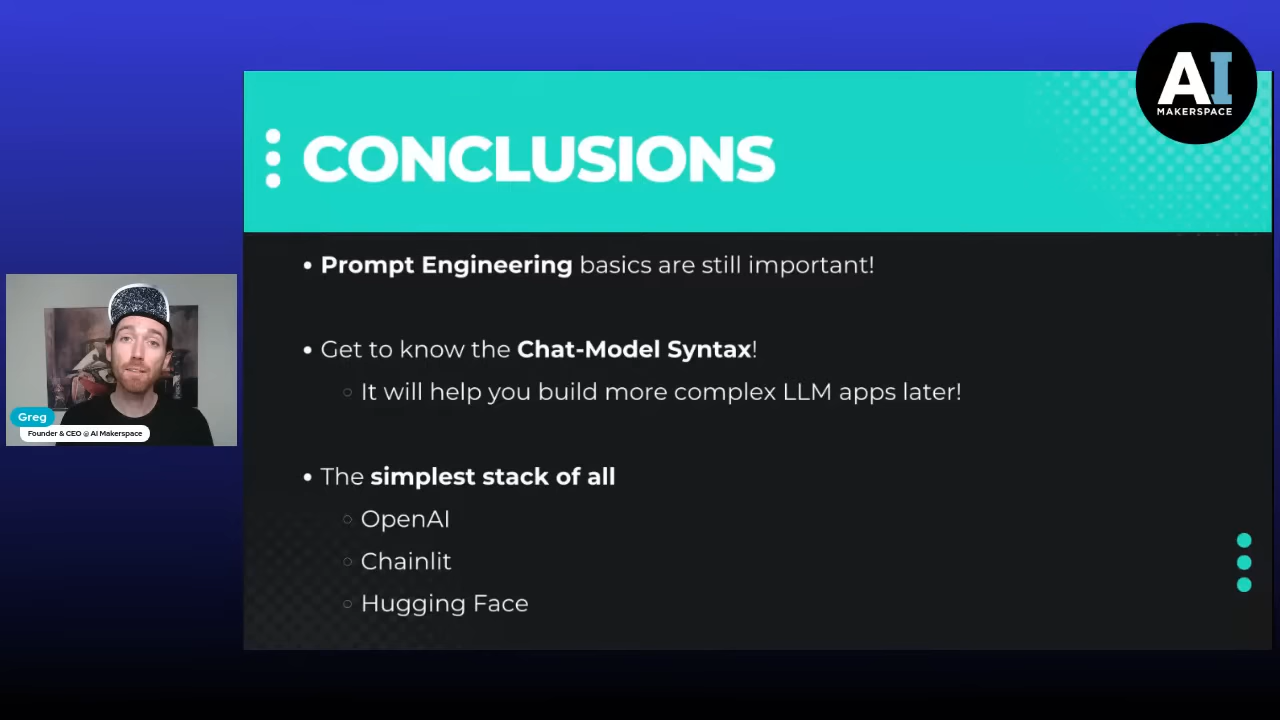 AI
MAKERSPACE
CONCLUSIONS
• Prompt Engineering basics are still important!
• Get to know the Chat-Model Syntax!
○ It will help you build more complex LLM apps later!
• The simplest stack of all
○ OpenAI
○ Chainlit
○ Hugging Face
Greg
Founder & CEO @ AI Makerspace